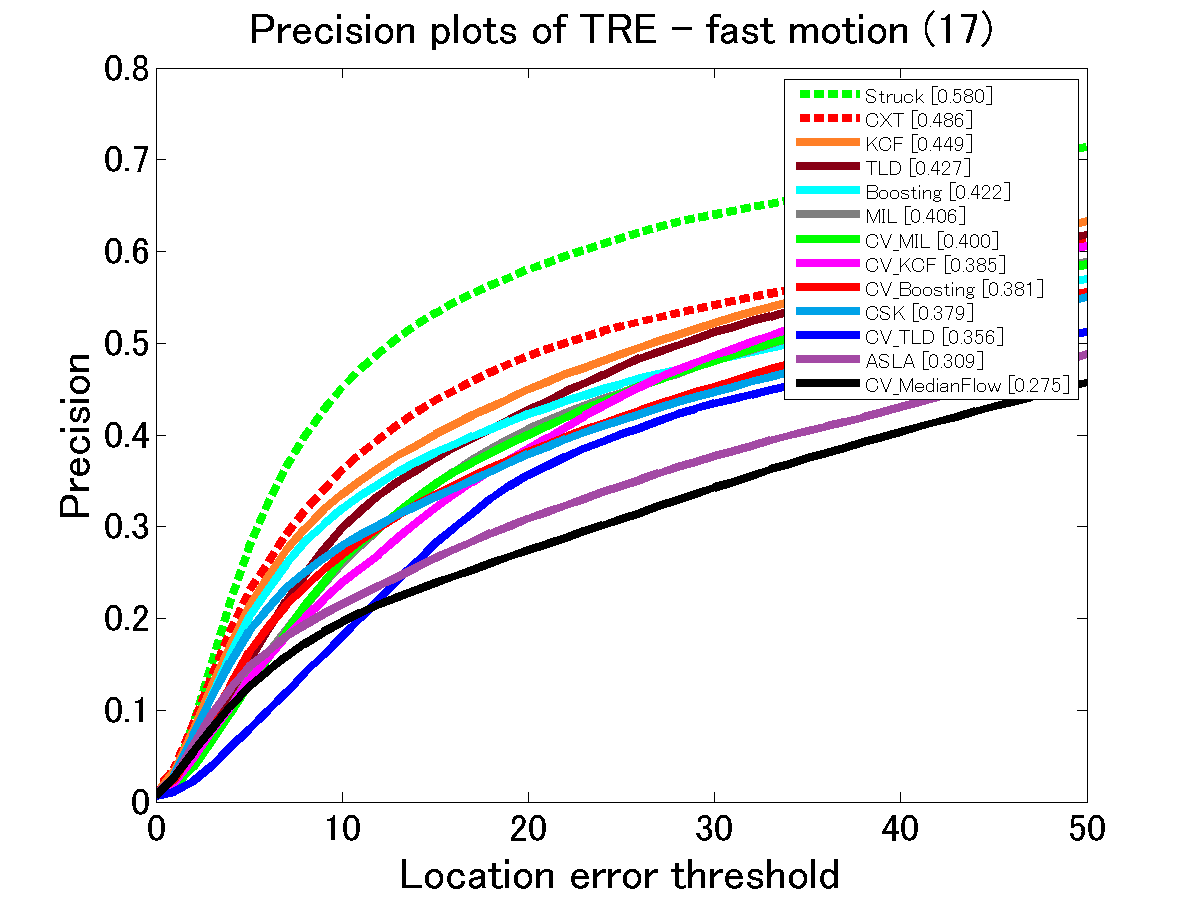 Precision plots of TRE - fast motion (17)
0.8
0.7
0.6
0.5
0.4
0.3
0.2
0.1
0
Precision
Struck [0.580]
CXT [0.486]
KCF [0.449]
TLD [0.427]
Boosting [0.422]
MIL [0.406]
CV_MIL [0.400]
CV_KCF [0.385]
CV_Boosting [0.381]
CSK [0.379]
CV_TLD [0.356]
ASLA [0.309]
CV_MedianFlow [0.275]
0 10 20 30 40 50
Location error threshold